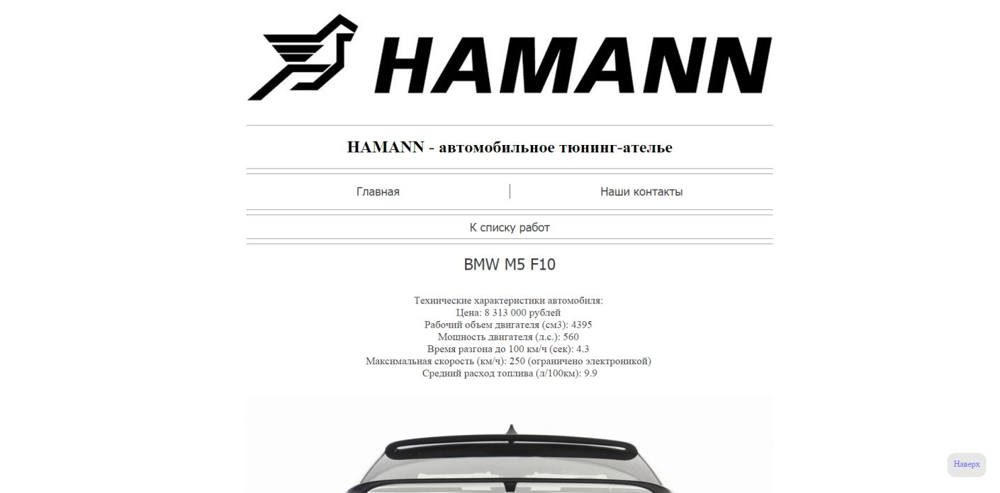 HAMANN
HAMANN - автомобильное тюнинг-ателье
Главная
Наши контакты
К списку работ
BMW M5 F10
Технические характеристики автомобиля:
Цена: 8 313 000 рублей
Рабочий объем двигателя (см3): 4395
Мощность двигателя (л.с.): 560
Время разгона до 100 км/ч (сек): 4.3
Максимальная скорость (км/ч): 250 (ограничено электроникой)
Средний расход топлива (л/100км): 9.9
Наверх